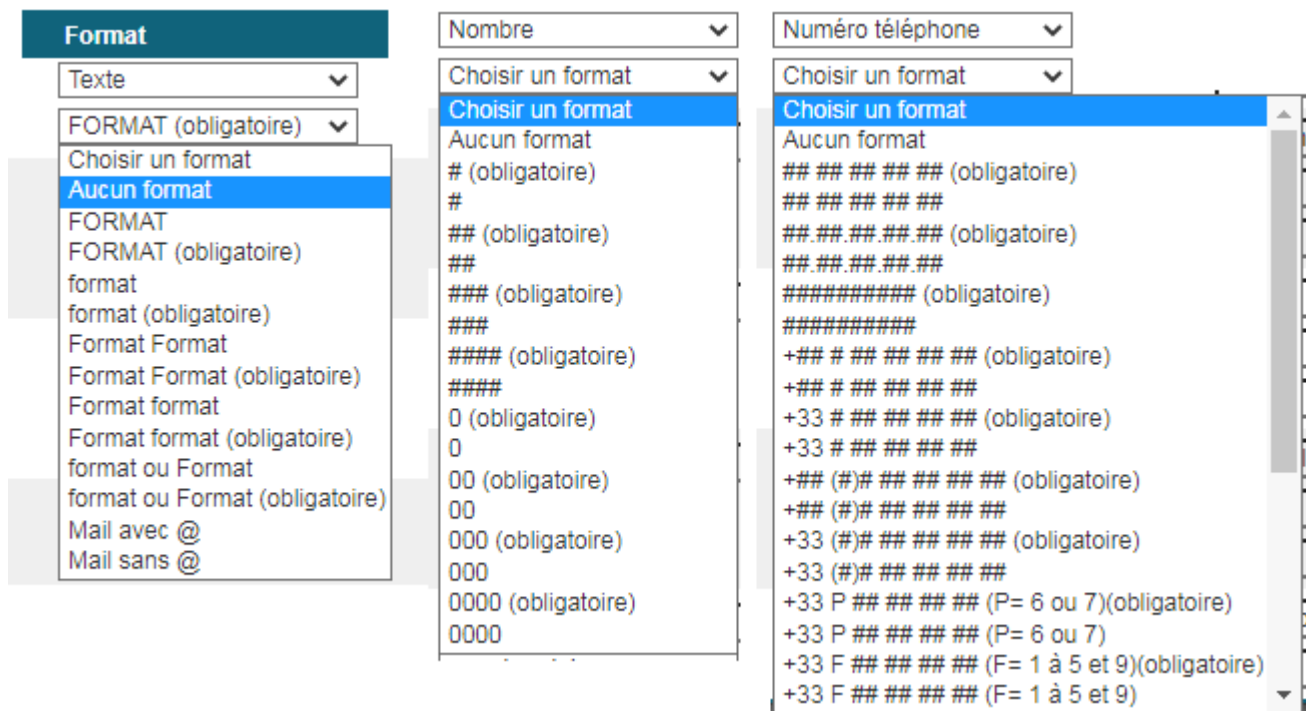 Format
Texte
FORMAT (obligatoire)
Choisir un format
Aucun format
FORMAT
FORMAT (obligatoire)
format
format (obligatoire)
Format Format
Format Format (obligatoire)
Format format
Format format (obligatoire)
format ou Format
format ou Format (obligatoire)
Mail avec @
Mail sans @
Nombre
Choisir un format
Choisir un format
Aucun format
# (obligatoire)
#
## (obligatoire)
##
### (obligatoire)
###
#### (obligatoire)
####
0 (obligatoire)
0
00 (obligatoire)
00
000 (obligatoire)
000
0000 (obligatoire)
0000
Numéro téléphone
Choisir un format
Choisir un format
Aucun format
## ## ## ## ## (obligatoire)
## ## ## ## ##
##.##.##.##.## (obligatoire)
##.##.##.##.##
########## (obligatoire)
##########
+## # ## ## ## ## (obligatoire)
+## # ## ## ## ##
+33 # ## ## ## ## (obligatoire)
+33 # ## ## ## ##
+## (#)# ## ## ## ## (obligatoire)
+## (#)# ## ## ## ##
+33 (#)# ## ## ## ## (obligatoire)
+33 (#)# ## ## ## ##
+33 P ## ## ## ## (P= 6 ou 7)(obligatoire)
+33 P ## ## ## ## (P= 6 ou 7)
+33 F ## ## ## ## (F= 1 à 5 et 9)(obligatoire)
+33 F ## ## ## ## (F= 1 à 5 et 9)